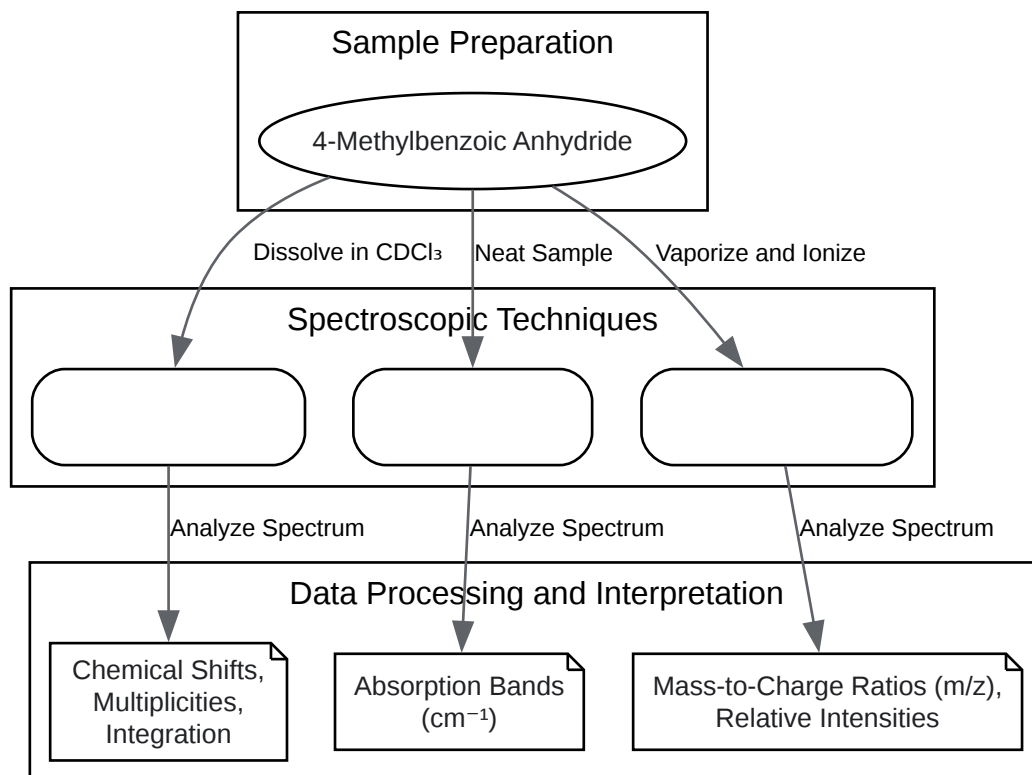 Sample Preparation
4-Methylbenzoic Anhydride
Dissolve in CDCl₃
Neat Sample
Vaporize and Ionize
Spectroscopic Techniques
Analyze Spectrum
Analyze Spectrum
Analyze Spectrum
Data Processing and Interpretation
Chemical Shifts,
Multiplicities,
Integration
Absorption Bands
(cm⁻¹)
Mass-to-Charge Ratios (m/z),
Relative Intensities